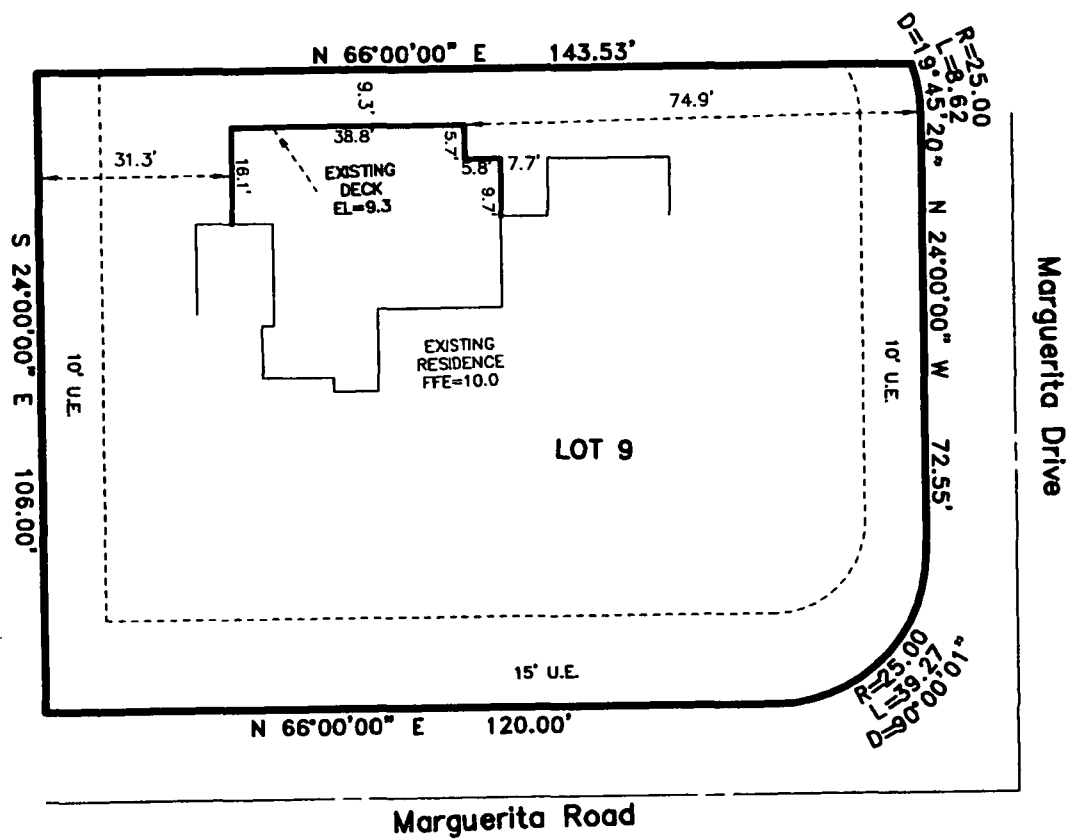 N 66°00'00" E 143.53'
R=25.00
L=8.62
D=19°45'20"
9.3'
74.9'
38.8'
5.7'
31.3'
16.1'
EXISTING
DECK
EL=9.3
5.8'
7.7'
9.7'
N 24°00'00" W 72.55'
Marguerita Drive
S 24°00'00" E 106.00'
10' U.E.
EXISTING
RESIDENCE
FFE=10.0
10' U.E.
LOT 9
15' U.E.
R=25.00
L=39.27
D=90°00'01"
N 66°00'00" E 120.00'
Marguerita Road